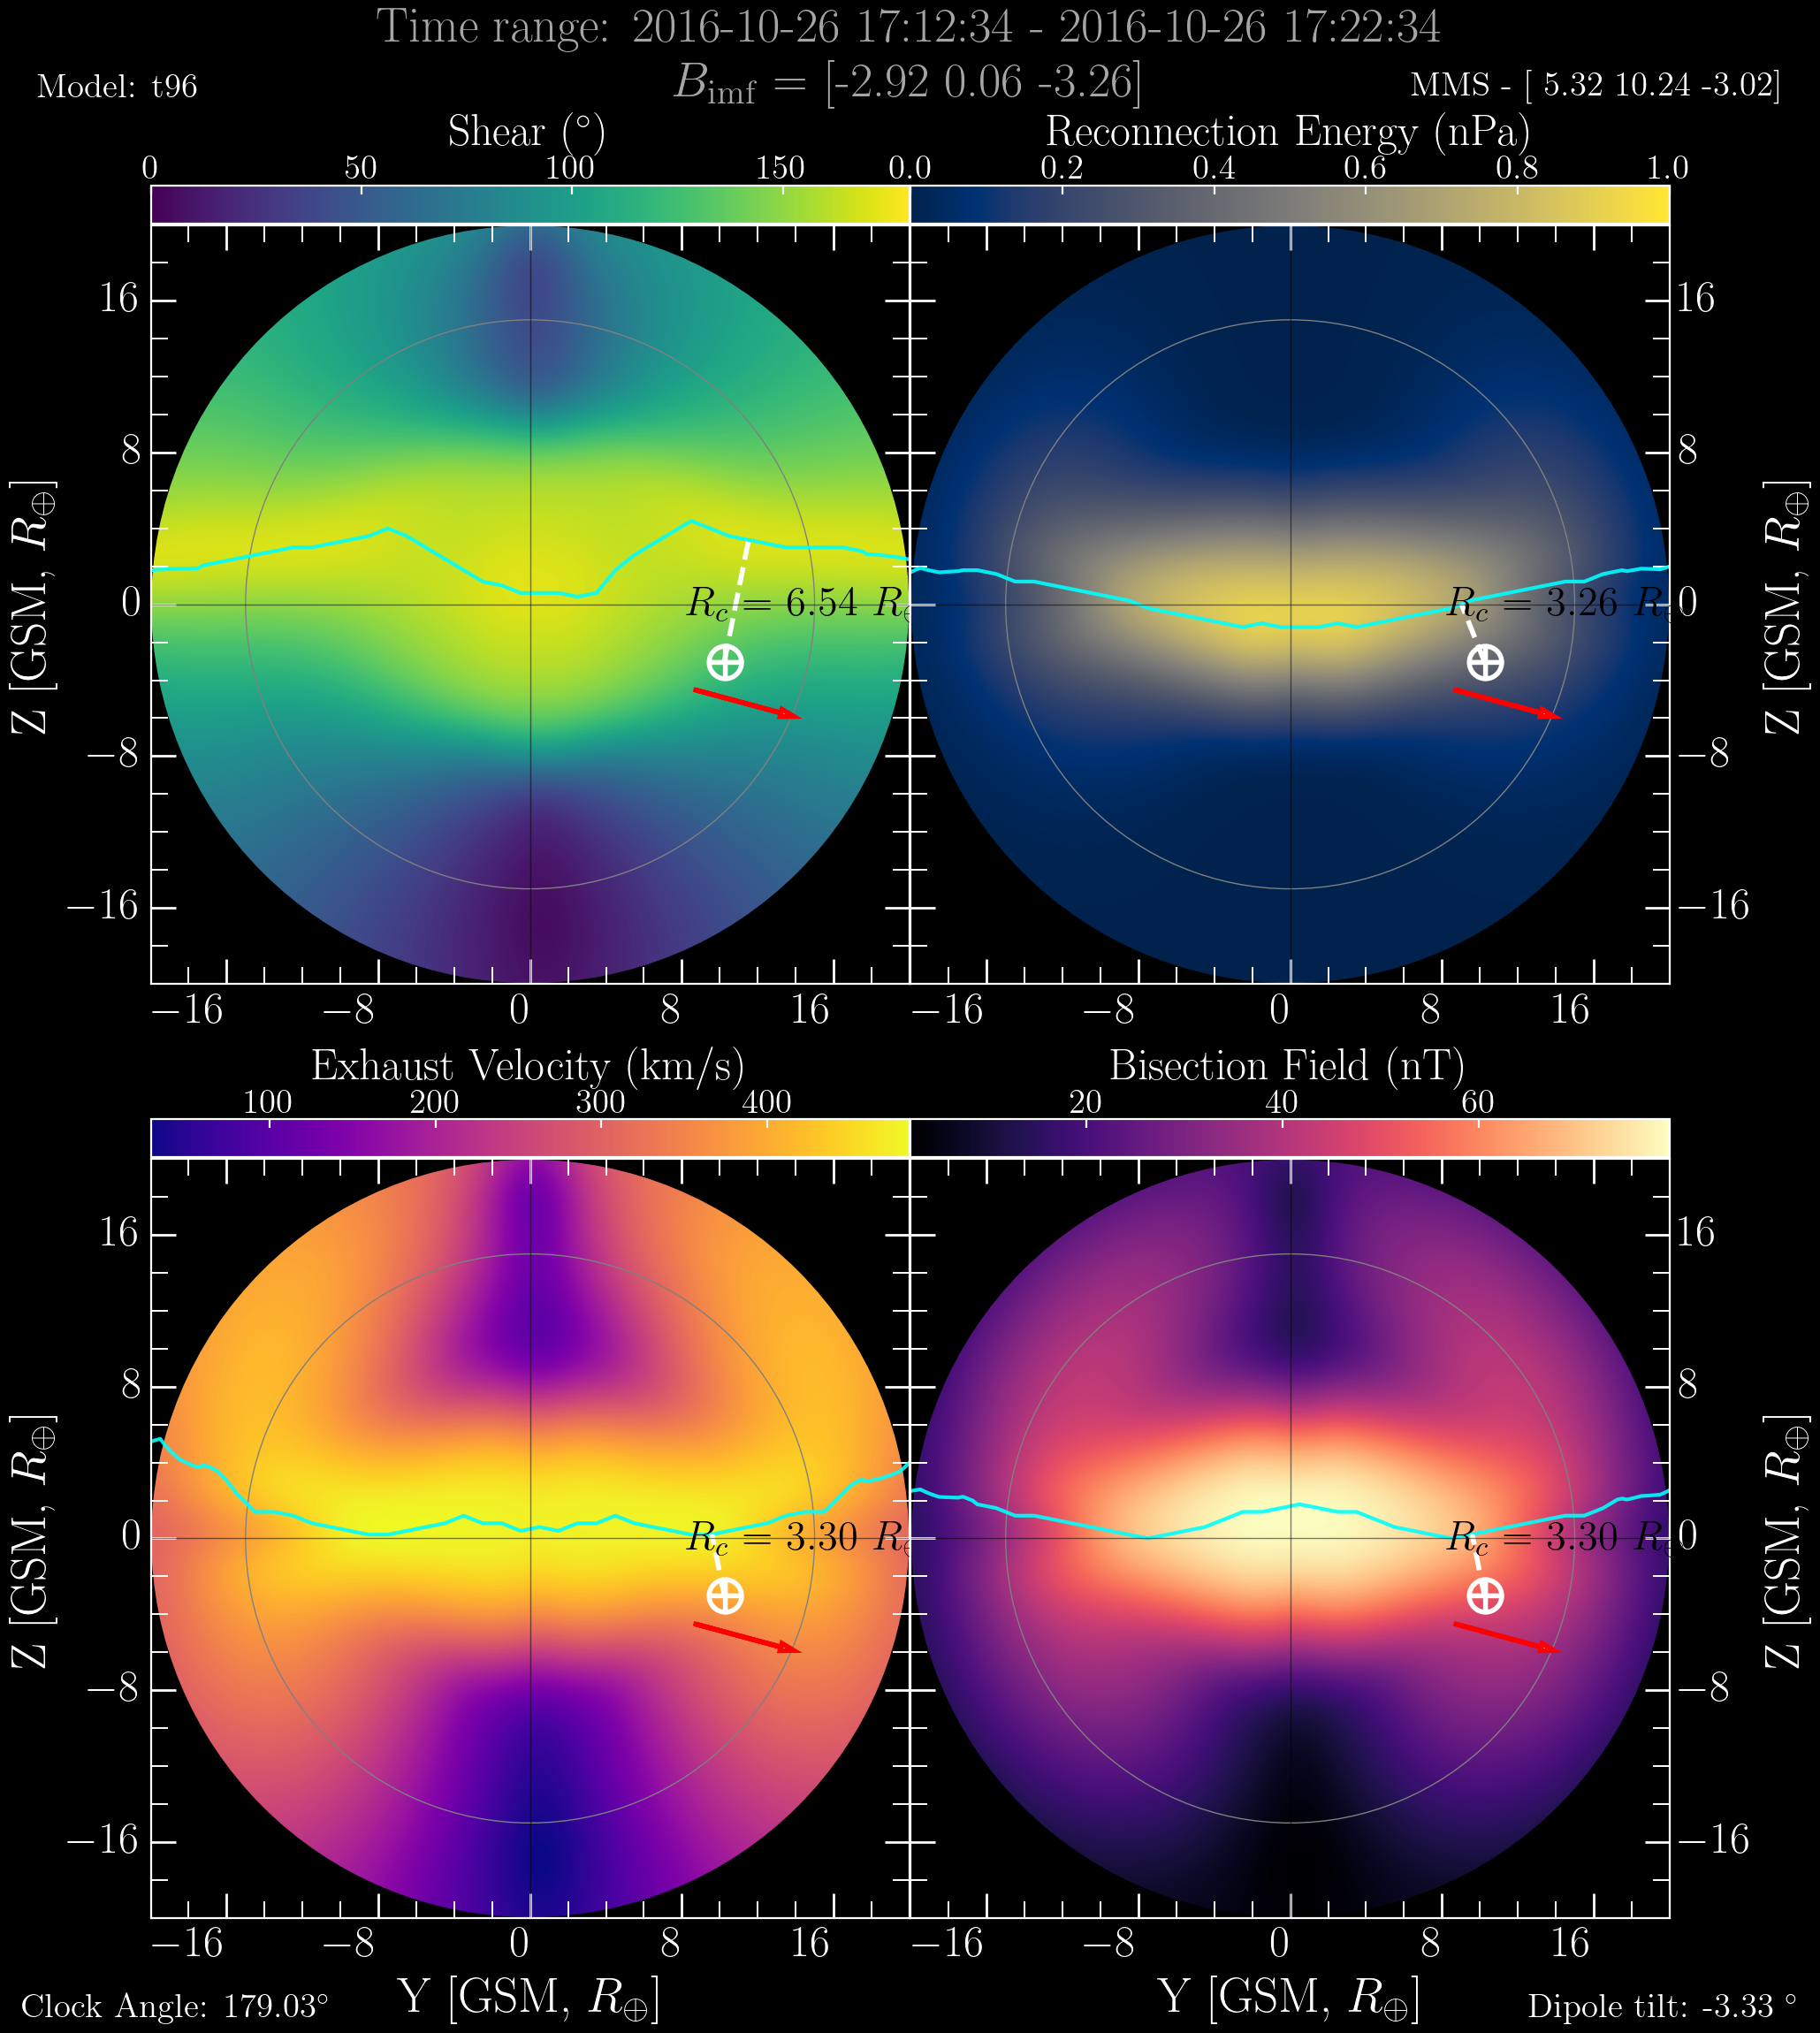 Time range: 2016-10-26 17:12:34 - 2016-10-26 17:22:34
Model: t96
B_imf = [-2.92 0.06 -3.26]
MMS - [ 5.32 10.24 -3.02]
Shear (°)
Reconnection Energy (nPa)
0 50 100 150
0.0 0.2 0.4 0.6 0.8 1.0
16 8 0 −8 −16
Z [GSM, R⊕]
R_c = 6.54 R
−16 −8 0 8 16
R_c = 3.26 R
16 8 0 −8 −16
Z [GSM, R⊕]
−16 −8 0 8 16
Exhaust Velocity (km/s)
Bisection Field (nT)
100 200 300 400
20 40 60
16 8 0 −8 −16
Z [GSM, R⊕]
R_c = 3.30 R
−16 −8 0 8 16
Y [GSM, R⊕]
R_c = 3.30 R
16 8 0 −8 −16
Z [GSM, R⊕]
−16 −8 0 8 16
Y [GSM, R⊕]
Clock Angle: 179.03°
Dipole tilt: -3.33 °